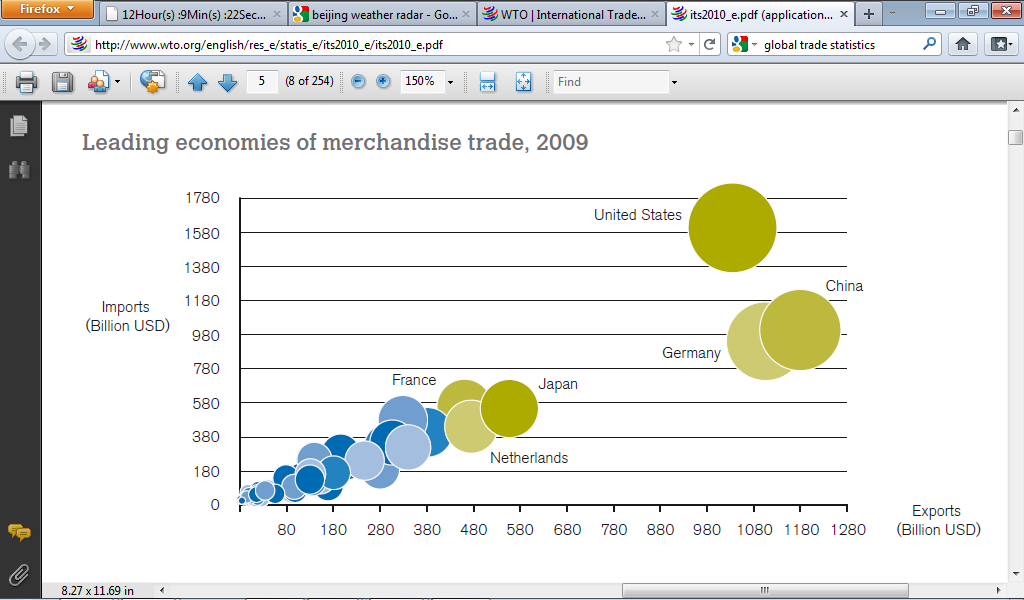 Firefox
12Hour(s) :9Min(s) :22Sec...
beijing weather radar - Go...
WTO | International Trade...
its2010_e.pdf (application...
http://www.wto.org/english/res_e/statis_e/its2010_e/its2010_e.pdf
global trade statistics
5 (8 of 254) 150% Find
Leading economies of merchandise trade, 2009
1780
United States
1580
1380
China
1180
Imports
(Billion USD)
980
Germany
780
France
Japan
580
380
Netherlands
180
0
80 180 280 380 480 580 680 780 880 980 1080 1180 1280
Exports
(Billion USD)
8.27 x 11.69 in